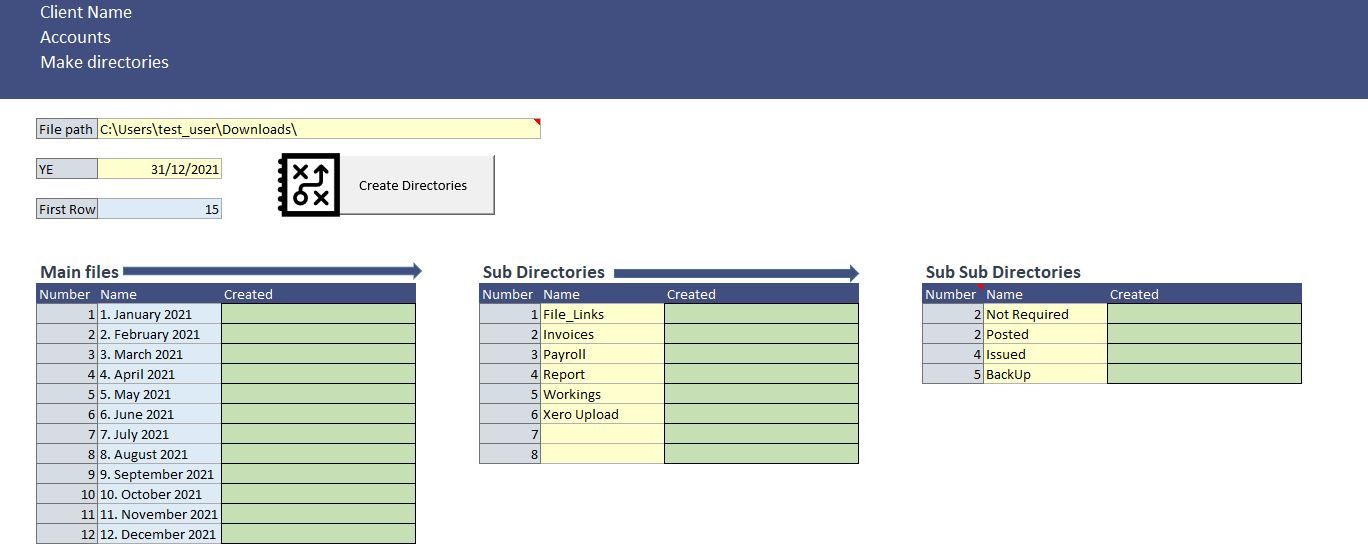 Client Name
Accounts
Make directories
File path C:\Users\test_user\Downloads\
YE 31/12/2021
Create Directories
First Row 15
Main files
Number Name Created
1 1. January 2021
2 2. February 2021
3 3. March 2021
4 4. April 2021
5 5. May 2021
6 6. June 2021
7 7. July 2021
8 8. August 2021
9 9. September 2021
10 10. October 2021
11 11. November 2021
12 12. December 2021
Sub Directories
Number Name Created
1 File_Links
2 Invoices
3 Payroll
4 Report
5 Workings
6 Xero Upload
7
8
Sub Sub Directories
Number Name Created
2 Not Required
2 Posted
4 Issued
5 BackUp